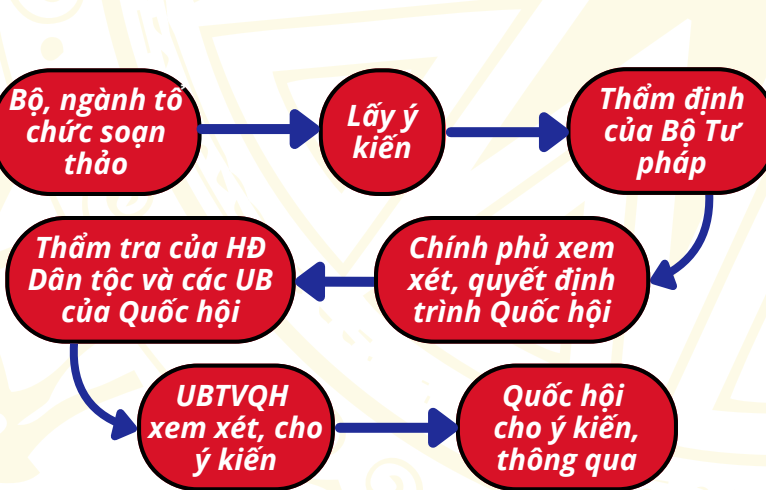 Bộ, ngành tổ
chức soạn
thảo
Lấy ý
kiến
Thẩm định
của Bộ Tư
pháp
Chính phủ xem
xét, quyết định
trình Quốc hội
Thẩm tra của HĐ
Dân tộc và các UB
của Quốc hội
UBTVQH
xem xét, cho
ý kiến
Quốc hội
cho ý kiến,
thông qua